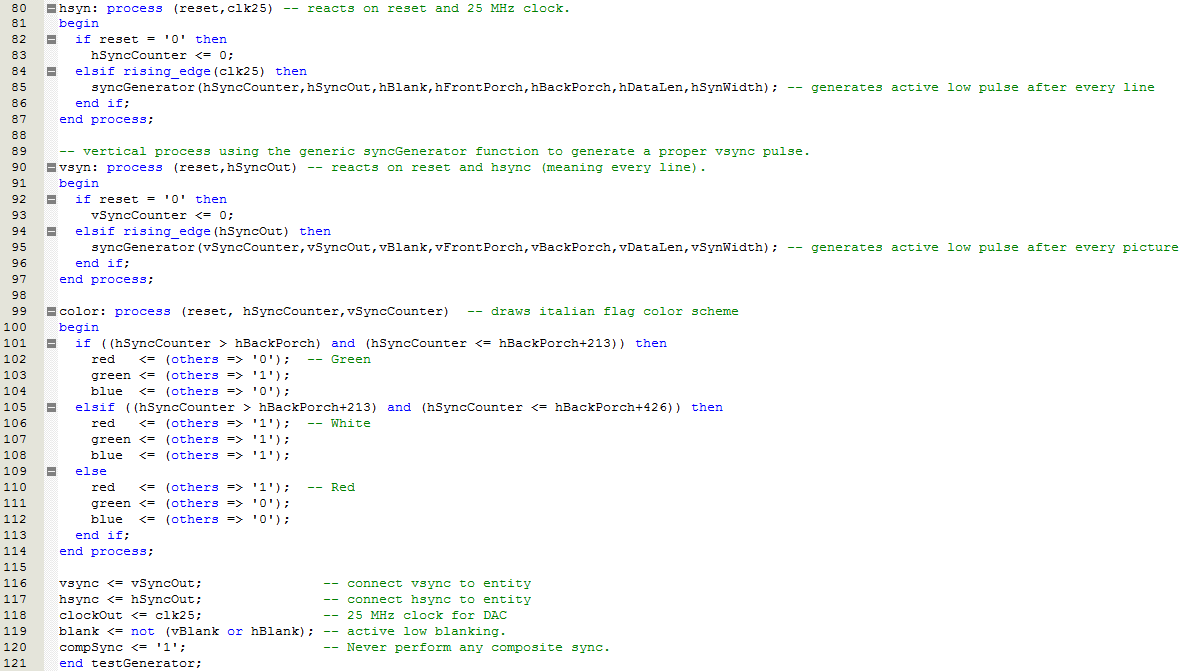 80 hsyn: process (reset,clk25) -- reacts on reset and 25 MHz clock.
81 begin
82 if reset = '0' then
83 hSyncCounter <= 0;
84 elsif rising_edge(clk25) then
85 syncGenerator(hSyncCounter,hSyncOut,hBlank,hFrontPorch,hBackPorch,hDataLen,hSynWidth); -- generates active low pulse after every line
86 end if;
87 end process;
88
89 -- vertical process using the generic syncGenerator function to generate a proper vsync pulse.
90 vsyn: process (reset,hSyncOut) -- reacts on reset and hsync (meaning every line).
91 begin
92 if reset = '0' then
93 vSyncCounter <= 0;
94 elsif rising_edge(hSyncOut) then
95 syncGenerator(vSyncCounter,vSyncOut,vBlank,vFrontPorch,vBackPorch,vDataLen,vSynWidth); -- generates active low pulse after every picture
96 end if;
97 end process;
98
99 color: process (reset, hSyncCounter,vSyncCounter) -- draws italian flag color scheme
100 begin
101 if ((hSyncCounter > hBackPorch) and (hSyncCounter <= hBackPorch+213)) then
102 red <= (others => '0'); -- Green
103 green <= (others => '1');
104 blue <= (others => '0');
105 elsif ((hSyncCounter > hBackPorch+213) and (hSyncCounter <= hBackPorch+426)) then
106 red <= (others => '1'); -- White
107 green <= (others => '1');
108 blue <= (others => '1');
109 else
110 red <= (others => '1'); -- Red
111 green <= (others => '0');
112 blue <= (others => '0');
113 end if;
114 end process;
115
116 vsync <= vSyncOut; -- connect vsync to entity
117 hsync <= hSyncOut; -- connect hsync to entity
118 clockOut <= clk25; -- 25 MHz clock for DAC
119 blank <= not (vBlank or hBlank); -- active low blanking.
120 compSync <= '1'; -- Never perform any composite sync.
121 end testGenerator;